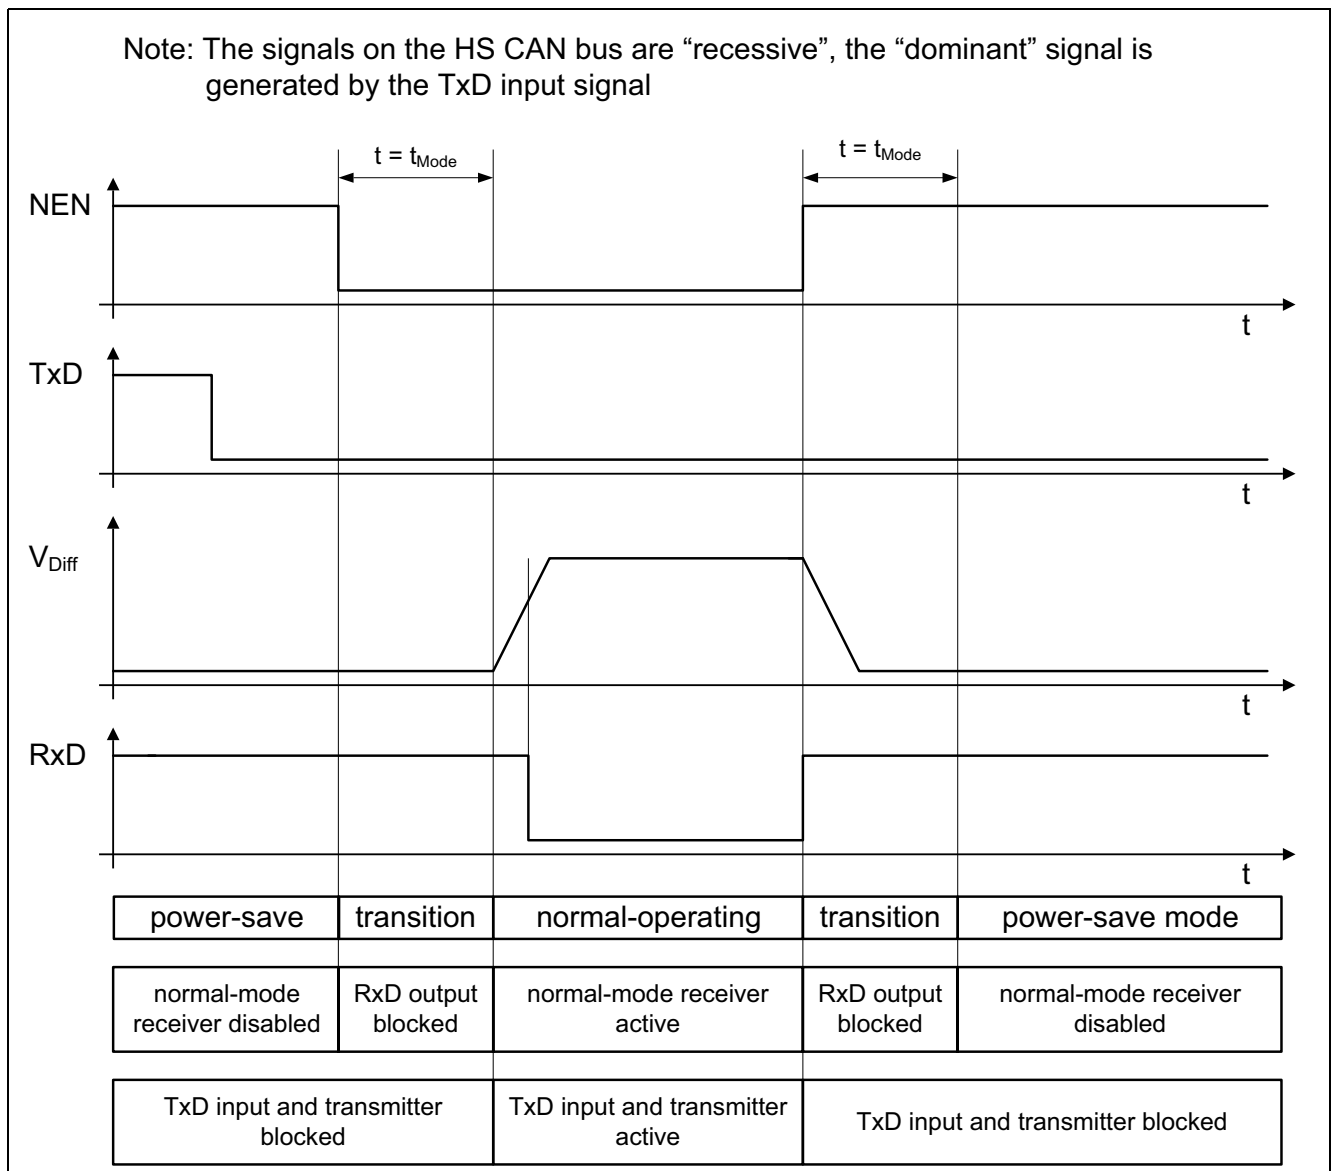 Note: The signals on the HS CAN bus are “recessive”, the “dominant” signal is
generated by the TxD input signal
t = tMode
t = tMode
NEN
t
TxD
t
VDiff
t
RxD
t
power-save
transition
normal-operating
transition
power-save mode
normal-mode
receiver disabled
RxD output
blocked
normal-mode receiver
active
RxD output
blocked
normal-mode receiver
disabled
TxD input and transmitter
blocked
TxD input and transmitter
active
TxD input and transmitter blocked